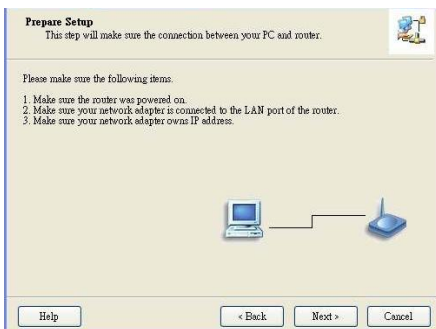 Prepare Setup
This step will make sure the connection between your PC and router.
Please make sure the following items.
1. Make sure the router was powered on.
2. Make sure your network adapter is connected to the LAN port of the router.
3. Make sure your network adapter owns IP address.
Help
< Back
Next >
Cancel